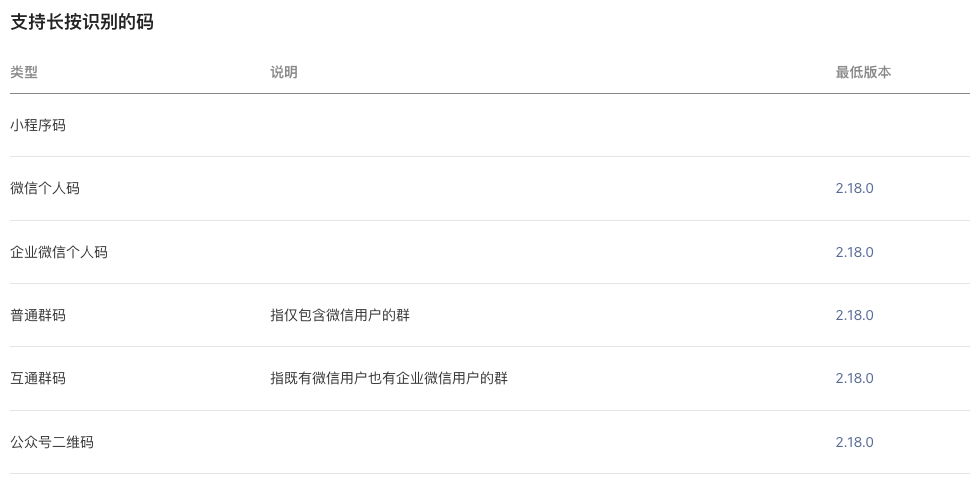 支持长按识别的码
类型 说明 最低版本
小程序码
微信个人码 2.18.0
企业微信个人码 2.18.0
普通群码 指仅包含微信用户的群 2.18.0
互通群码 指既有微信用户也有企业微信用户的群 2.18.0
公众号二维码 2.18.0